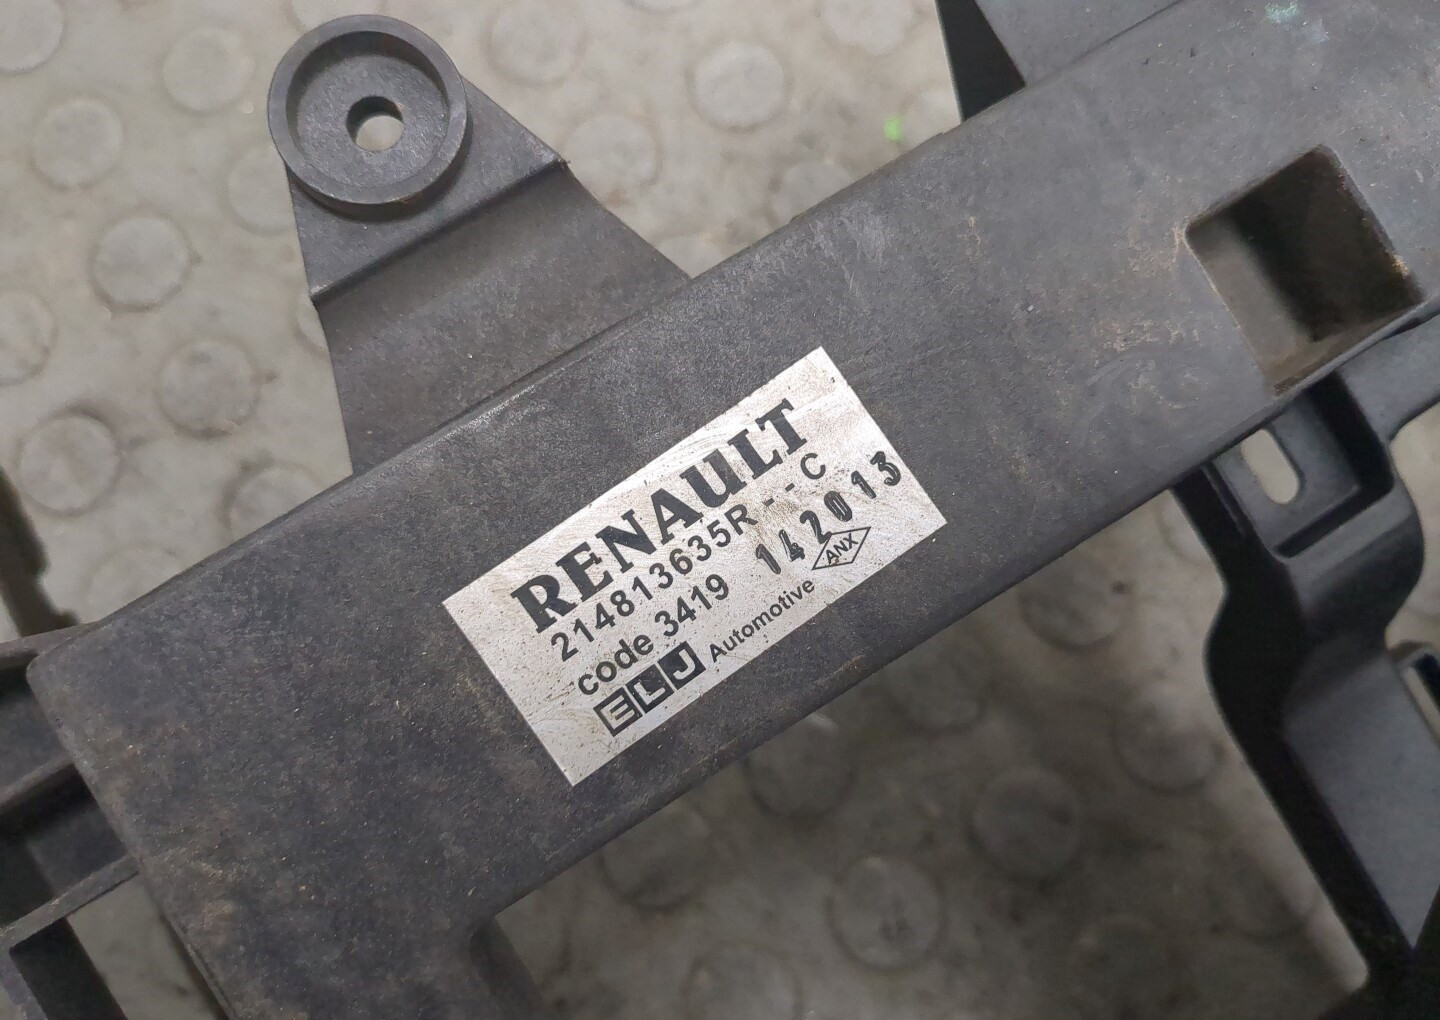 RENAULT
214813635R -- C
code 3419 142013
ELJ Automotive ANX